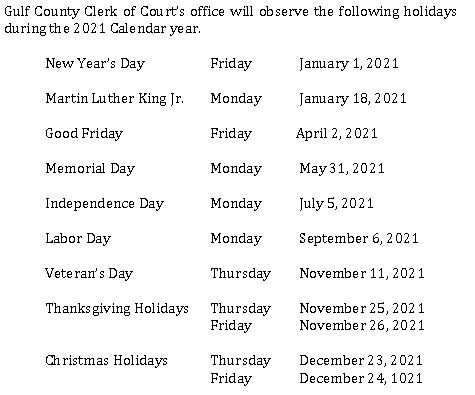 Gulf County Clerk of Court's office will observe the following holidays
during the 2021 Calendar year.
New Year's Day Friday January 1, 2021
Martin Luther King Jr. Monday January 18, 2021
Good Friday Friday April 2, 2021
Memorial Day Monday May 31, 2021
Independence Day Monday July 5, 2021
Labor Day Monday September 6, 2021
Veteran's Day Thursday November 11, 2021
Thanksgiving Holidays Thursday November 25, 2021
Friday November 26, 2021
Christmas Holidays Thursday December 23, 2021
Friday December 24, 1021